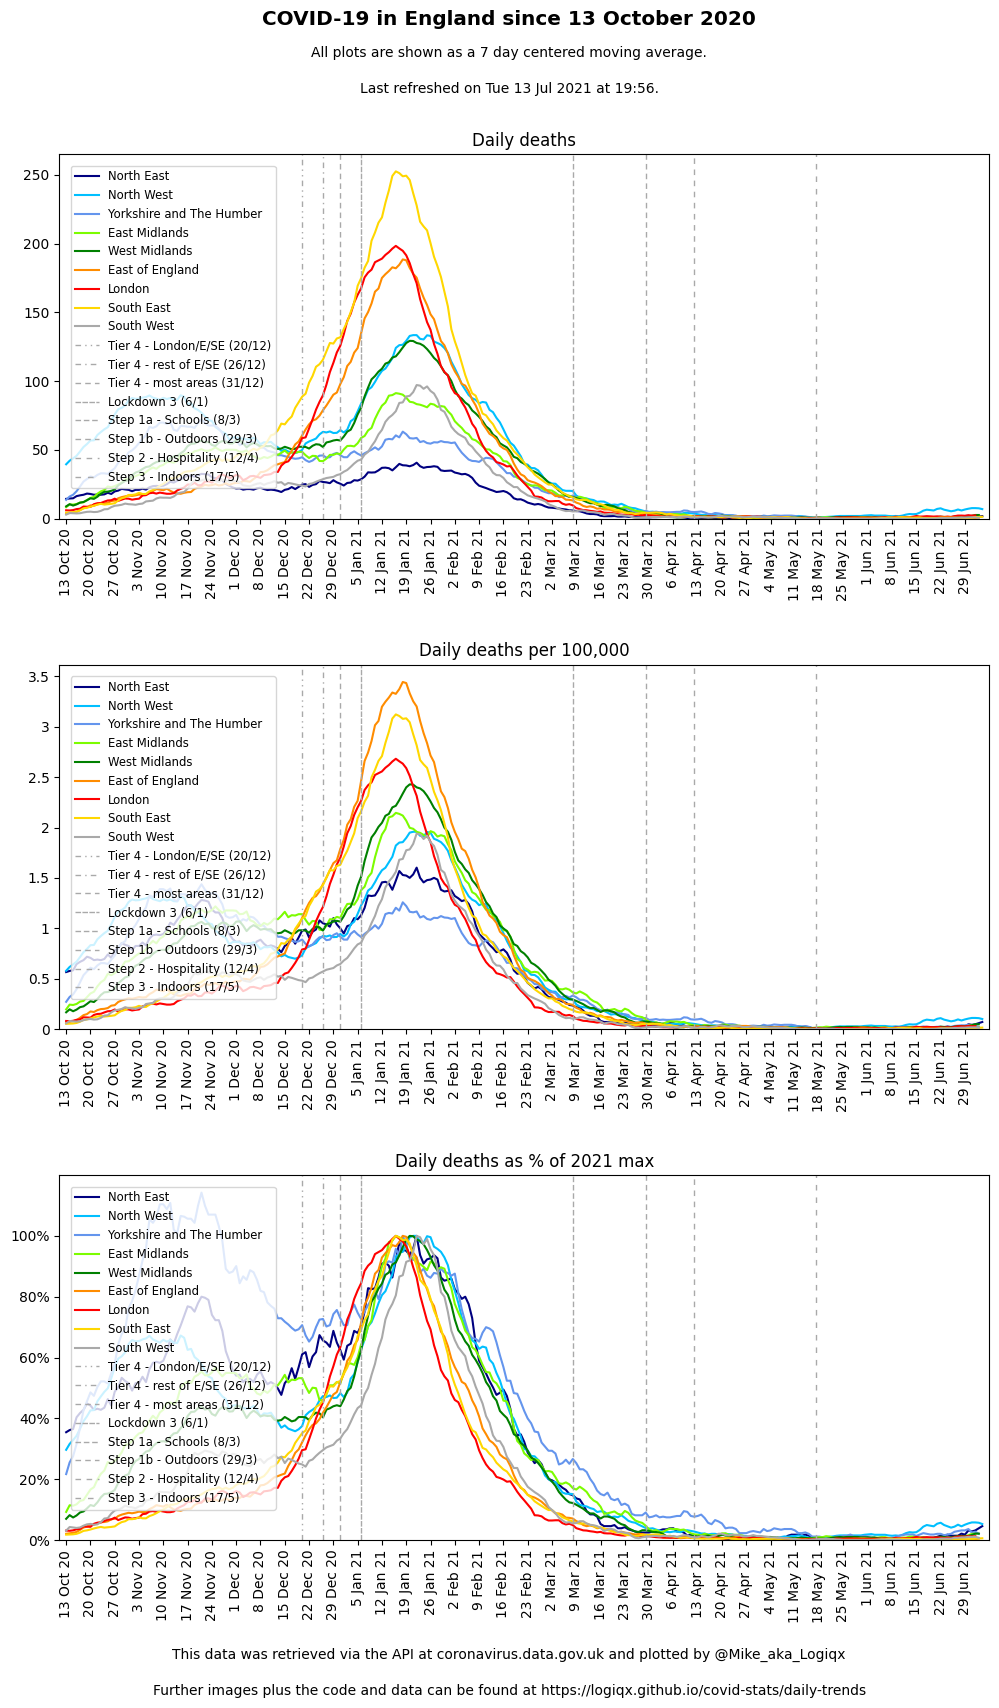 COVID-19 in England since 13 October 2020
All plots are shown as a 7 day centered moving average.
Last refreshed on Tue 13 Jul 2021 at 19:56.
Daily deaths
250
200
150
100
50
0
North East
North West
Yorkshire and The Humber
East Midlands
West Midlands
East of England
London
South East
South West
Tier 4 - London/E/SE (20/12)
Tier 4 - rest of E/SE (26/12)
Tier 4 - most areas (31/12)
Lockdown 3 (6/1)
Step 1a - Schools (8/3)
Step 1b - Outdoors (29/3)
Step 2 - Hospitality (12/4)
Step 3 - Indoors (17/5)
13 Oct 20
20 Oct 20
27 Oct 20
3 Nov 20
10 Nov 20
17 Nov 20
24 Nov 20
1 Dec 20
8 Dec 20
15 Dec 20
22 Dec 20
29 Dec 20
5 Jan 21
12 Jan 21
19 Jan 21
26 Jan 21
2 Feb 21
9 Feb 21
16 Feb 21
23 Feb 21
2 Mar 21
9 Mar 21
16 Mar 21
23 Mar 21
30 Mar 21
6 Apr 21
13 Apr 21
20 Apr 21
27 Apr 21
4 May 21
11 May 21
18 May 21
25 May 21
1 Jun 21
8 Jun 21
15 Jun 21
22 Jun 21
29 Jun 21
Daily deaths per 100,000
3.5
3
2.5
2
1.5
1
0.5
0
North East
North West
Yorkshire and The Humber
East Midlands
West Midlands
East of England
London
South East
South West
Tier 4 - London/E/SE (20/12)
Tier 4 - rest of E/SE (26/12)
Tier 4 - most areas (31/12)
Lockdown 3 (6/1)
Step 1a - Schools (8/3)
Step 1b - Outdoors (29/3)
Step 2 - Hospitality (12/4)
Step 3 - Indoors (17/5)
13 Oct 20
20 Oct 20
27 Oct 20
3 Nov 20
10 Nov 20
17 Nov 20
24 Nov 20
1 Dec 20
8 Dec 20
15 Dec 20
22 Dec 20
29 Dec 20
5 Jan 21
12 Jan 21
19 Jan 21
26 Jan 21
2 Feb 21
9 Feb 21
16 Feb 21
23 Feb 21
2 Mar 21
9 Mar 21
16 Mar 21
23 Mar 21
30 Mar 21
6 Apr 21
13 Apr 21
20 Apr 21
27 Apr 21
4 May 21
11 May 21
18 May 21
25 May 21
1 Jun 21
8 Jun 21
15 Jun 21
22 Jun 21
29 Jun 21
Daily deaths as % of 2021 max
100%
80%
60%
40%
20%
0%
North East
North West
Yorkshire and The Humber
East Midlands
West Midlands
East of England
London
South East
South West
Tier 4 - London/E/SE (20/12)
Tier 4 - rest of E/SE (26/12)
Tier 4 - most areas (31/12)
Lockdown 3 (6/1)
Step 1a - Schools (8/3)
Step 1b - Outdoors (29/3)
Step 2 - Hospitality (12/4)
Step 3 - Indoors (17/5)
13 Oct 20
20 Oct 20
27 Oct 20
3 Nov 20
10 Nov 20
17 Nov 20
24 Nov 20
1 Dec 20
8 Dec 20
15 Dec 20
22 Dec 20
29 Dec 20
5 Jan 21
12 Jan 21
19 Jan 21
26 Jan 21
2 Feb 21
9 Feb 21
16 Feb 21
23 Feb 21
2 Mar 21
9 Mar 21
16 Mar 21
23 Mar 21
30 Mar 21
6 Apr 21
13 Apr 21
20 Apr 21
27 Apr 21
4 May 21
11 May 21
18 May 21
25 May 21
1 Jun 21
8 Jun 21
15 Jun 21
22 Jun 21
29 Jun 21
This data was retrieved via the API at coronavirus.data.gov.uk and plotted by @Mike_aka_Logiqx
Further images plus the code and data can be found at https://logiqx.github.io/covid-stats/daily-trends